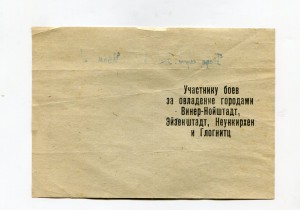 Участнику боев
за овладение городами
Винер-Нойштадт,
Эйзенштадт, Неункирхен
и Глогнитц